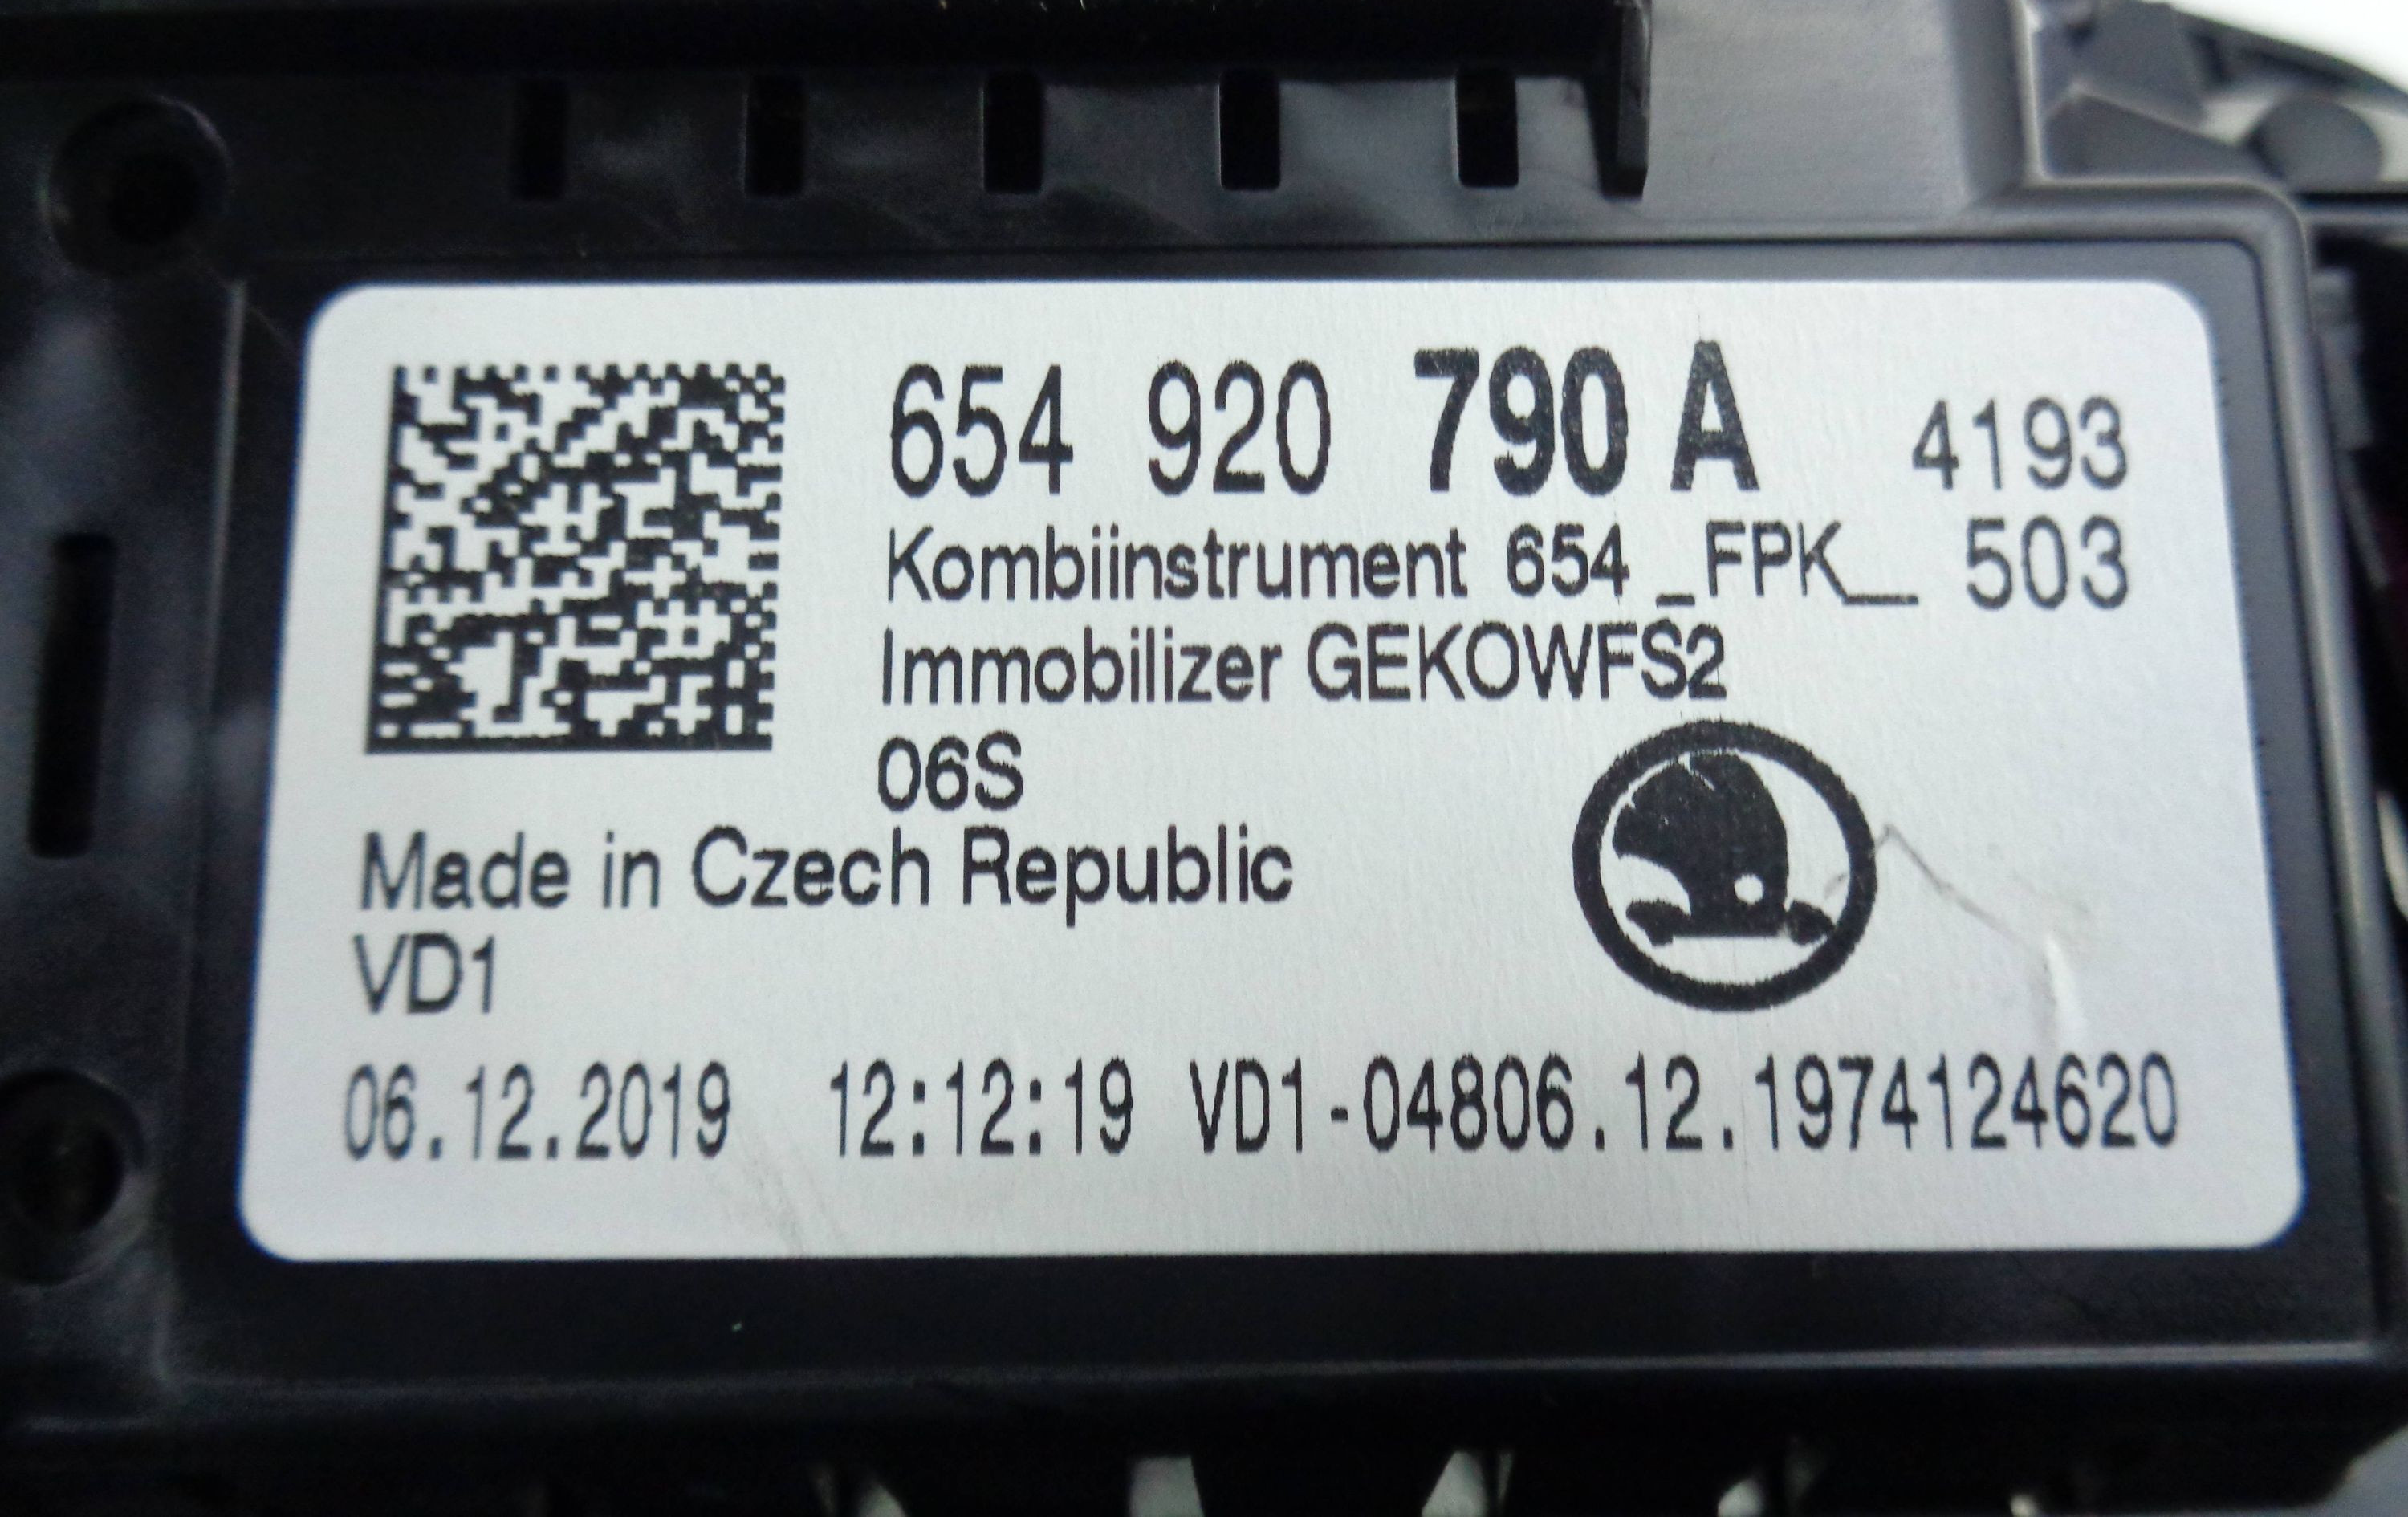 654 920 790 A 4193
Kombiinstrument 654 _FPK_ 503
Immobilizer GEKOWFS2
06S
Made in Czech Republic
VD1
06.12.2019 12:12:19 VD1-04806.12.1974124620